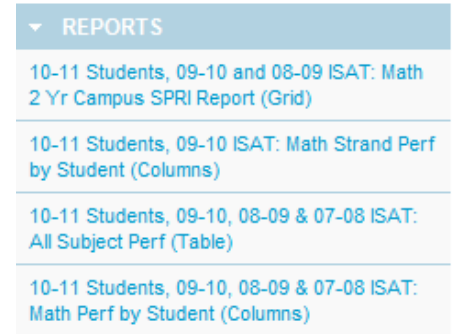 REPORTS
10-11 Students, 09-10 and 08-09 ISAT: Math
2 Yr Campus SPRI Report (Grid)
10-11 Students, 09-10 ISAT: Math Strand Perf
by Student (Columns)
10-11 Students, 09-10, 08-09 & 07-08 ISAT:
All Subject Perf (Table)
10-11 Students, 09-10, 08-09 & 07-08 ISAT:
Math Perf by Student (Columns)